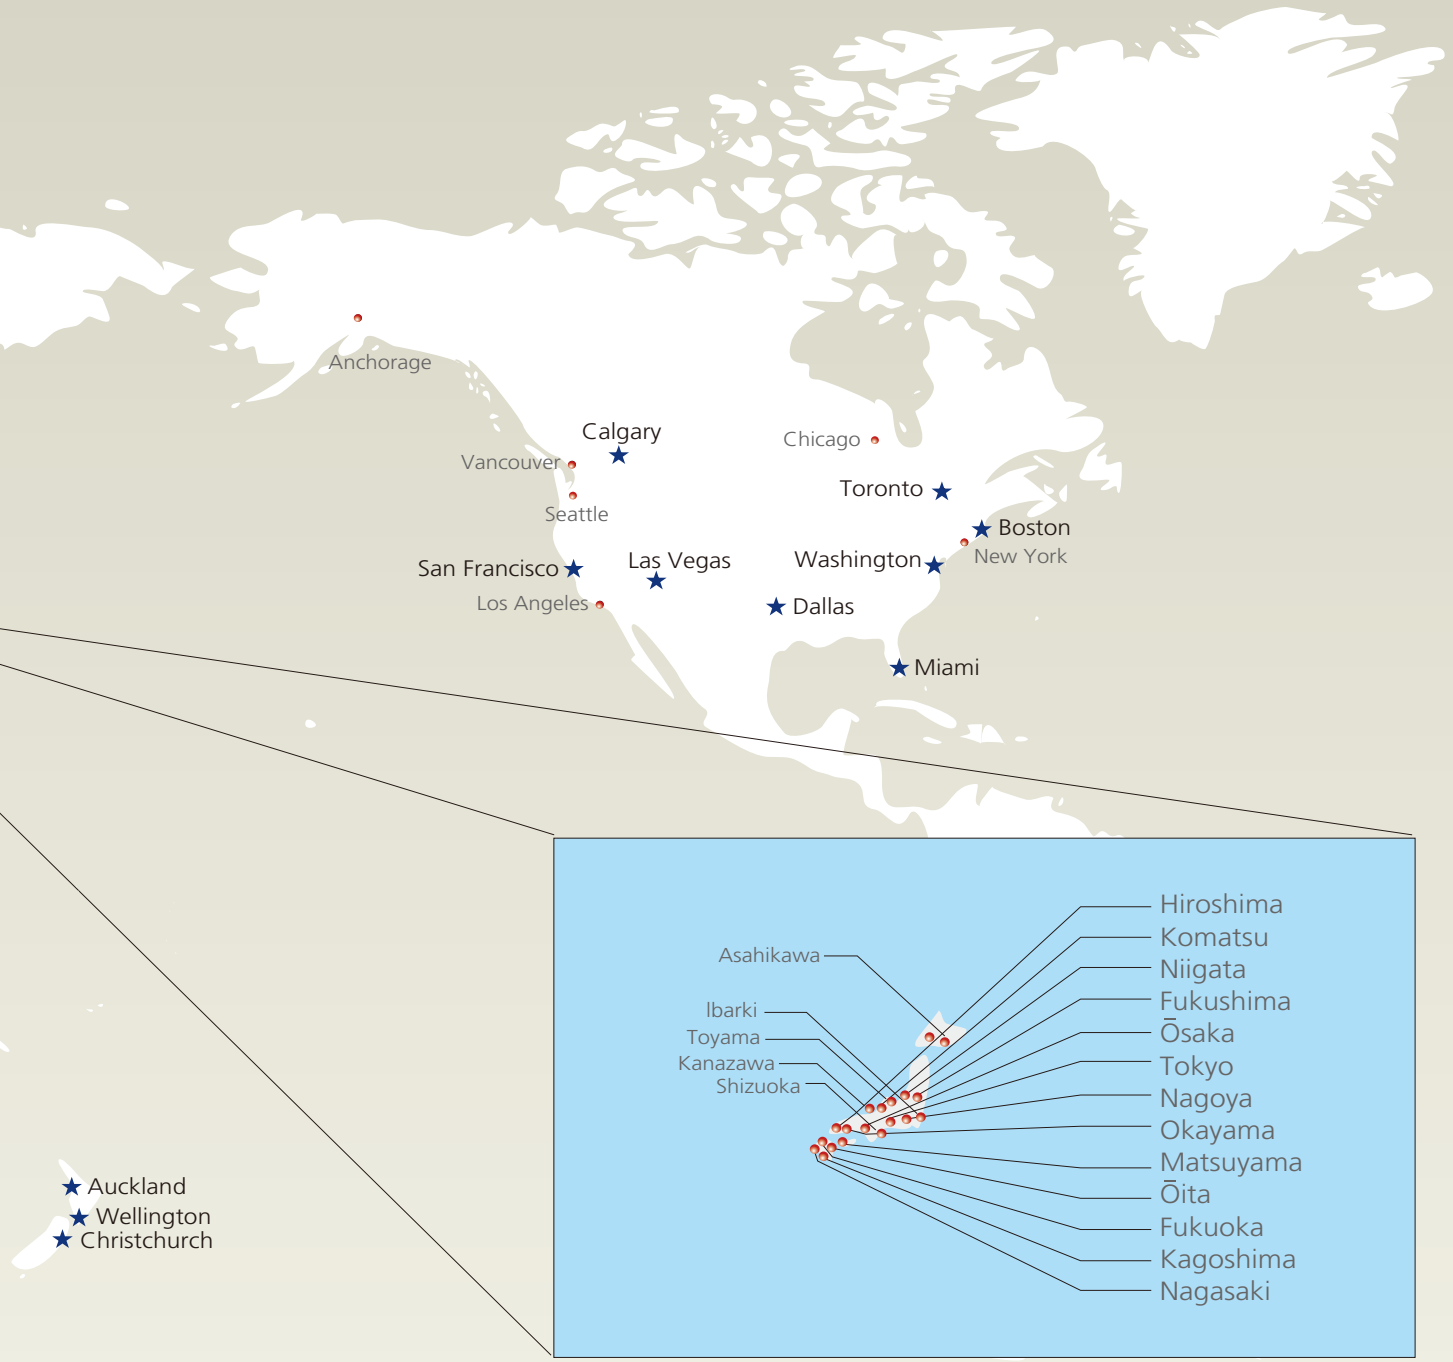 Anchorage
Calgary
Chicago
Vancouver
Toronto
Seattle
Boston
New York
San Francisco
Las Vegas
Washington
Los Angeles
Dallas
Miami
Hiroshima
Komatsu
Niigata
Fukushima
Ōsaka
Tokyo
Nagoya
Okayama
Matsuyama
Ōita
Fukuoka
Kagoshima
Nagasaki
Asahikawa
Ibarki
Toyama
Kanazawa
Shizuoka
Auckland
Wellington
Christchurch